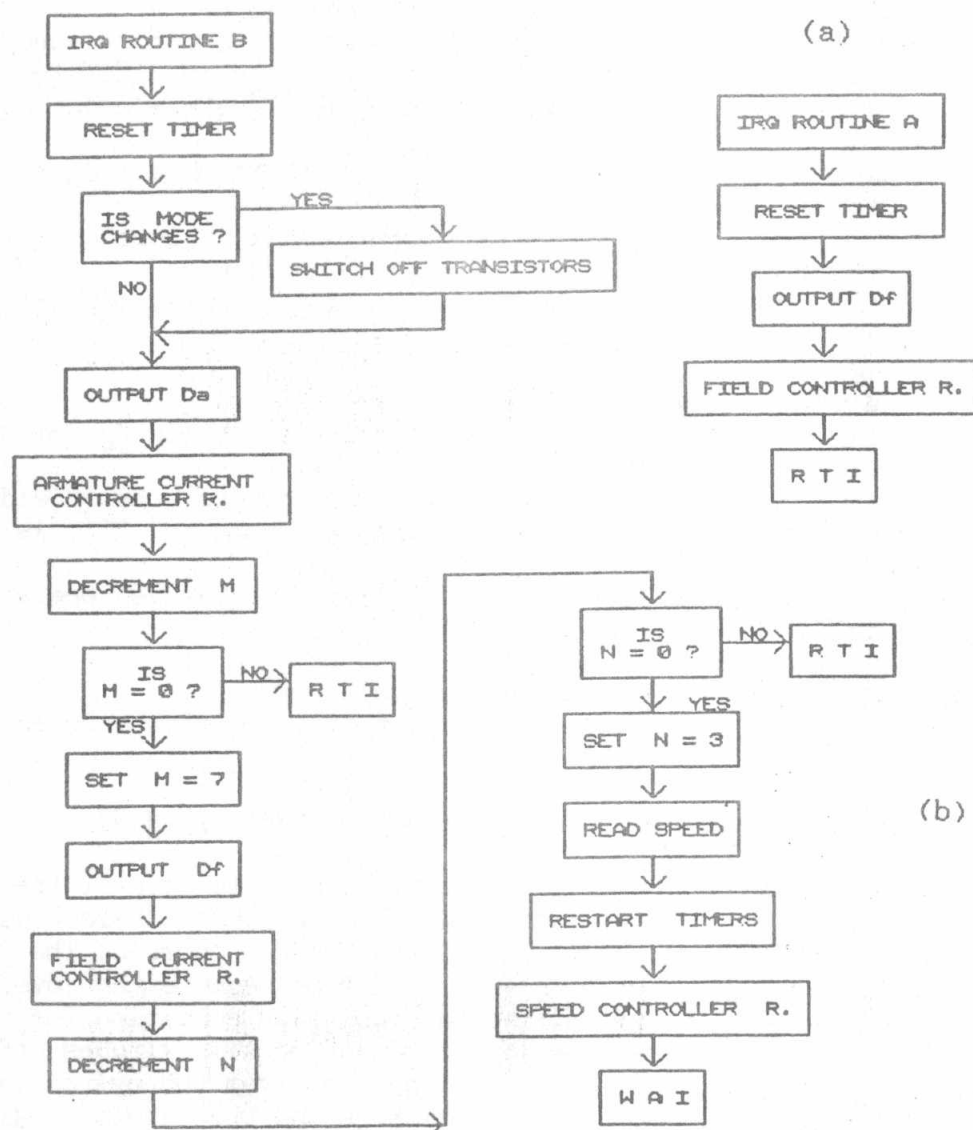 IRQ ROUTINE B
RESET TIMER
IS MODE
CHANGES ?
YES
SWITCH OFF TRANSISTORS
NO
OUTPUT Da
ARMATURE CURRENT
CONTROLLER R.
DECREMENT M
IS
M = 0 ?
NO
R T I
YES
SET M = 7
OUTPUT Df
FIELD CURRENT
CONTROLLER R.
DECREMENT N
(a)
IRQ ROUTINE A
RESET TIMER
OUTPUT Df
FIELD CONTROLLER R.
R T I
IS
N = 0 ?
NO
R T I
YES
SET N = 3
READ SPEED
RESTART TIMERS
SPEED CONTROLLER R.
W A I
(b)